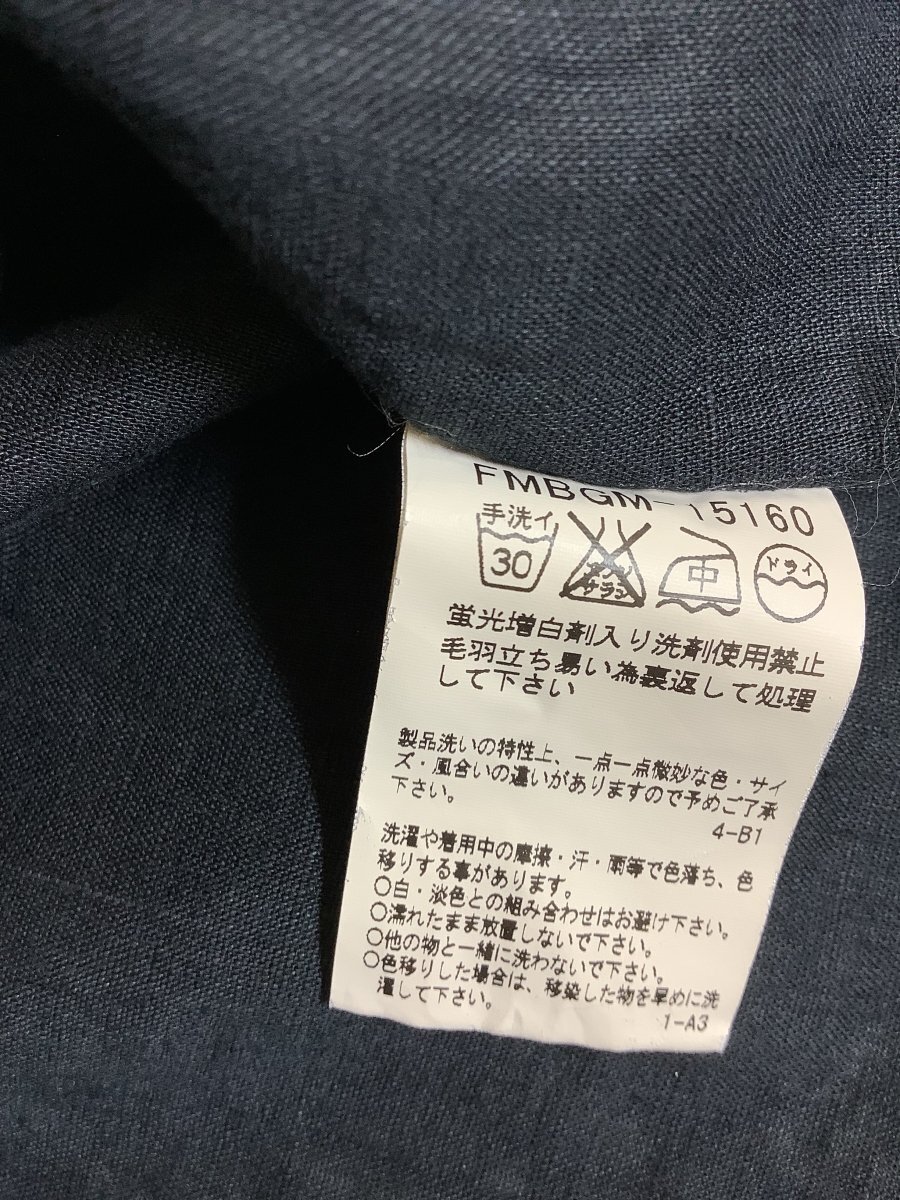 FMBGM-15160
手洗イ
30
エンソ
サラシ
中
ドライ
蛍光増白剤入り洗剤使用禁止
毛羽立ち易い為裏返して処理
して下さい
製品洗いの特性上、一点一点微妙な色・サイ
ズ・風合いの違いがありますので予めご了承
下さい。
4-B1
洗濯や着用中の摩擦・汗・雨等で色落ち、色
移りする事があります。
○白・淡色との組み合わせはお避け下さい。
○濡れたまま放置しないで下さい。
○他の物と一緒に洗わないで下さい。
○色移りした場合は、移染した物を早めに洗
濯して下さい。
1-A3